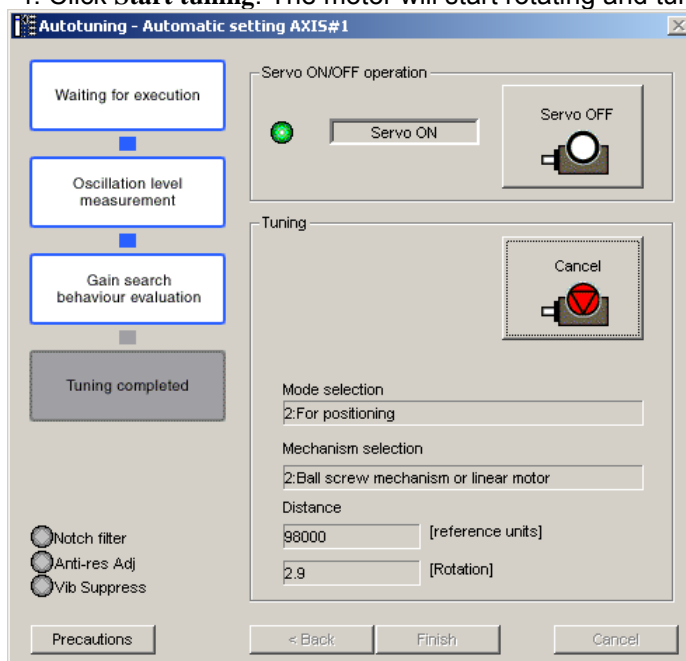 Click Start tuning. The motor will start rotating and tu
Autotuning - Automatic setting AXIS#1
Waiting for execution
Oscillation level
measurement
Gain search
behaviour evaluation
Tuning completed
Notch filter
Anti-res Adj
Vib Suppress
Servo ON/OFF operation
Servo ON
Servo OFF
Tuning
Cancel
Mode selection
2:For positioning
Mechanism selection
2:Ball screw mechanism or linear motor
Distance
98000 [reference units]
2.9 [Rotation]
Precautions
< Back
Finish
Cancel